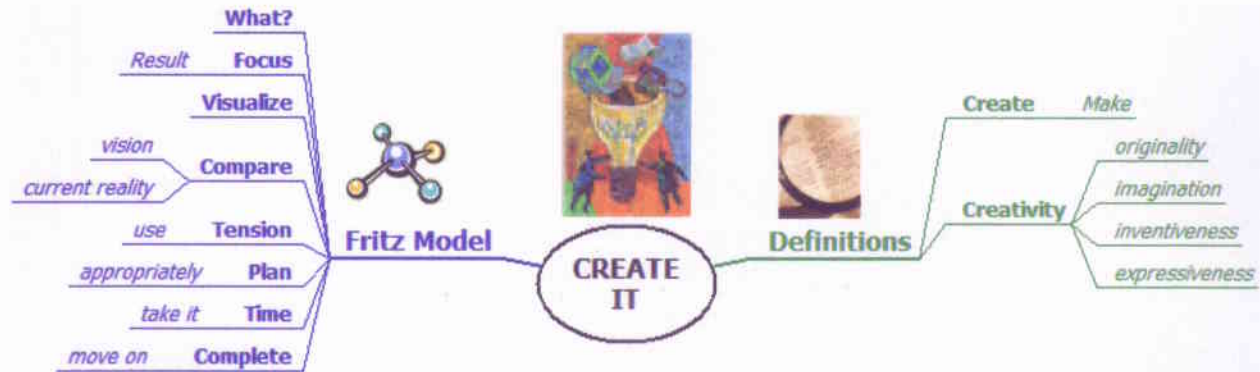 What?
Result Focus
Visualize
vision
Compare
current reality
use Tension
appropriately Plan
take it Time
move on Complete
Fritz Model
CREATE
IT
Definitions
Create Make
Creativity
originality
imagination
inventiveness
expressiveness